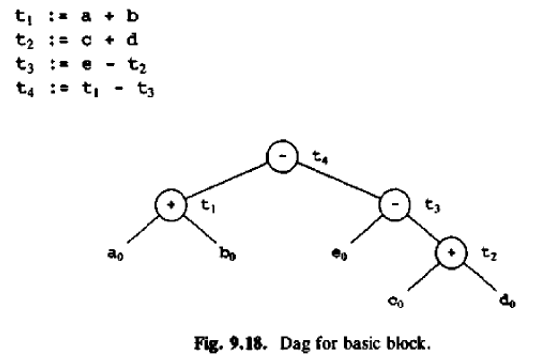 t₁ := a + b
t₂ := c + d
t₃ := e - t₂
t₄ := t₁ - t₃
- t₄
+ t₁
- t₃
a₀ b₀ e₀ + t₂
c₀ d₀
Fig. 9.18. Dag for basic block.